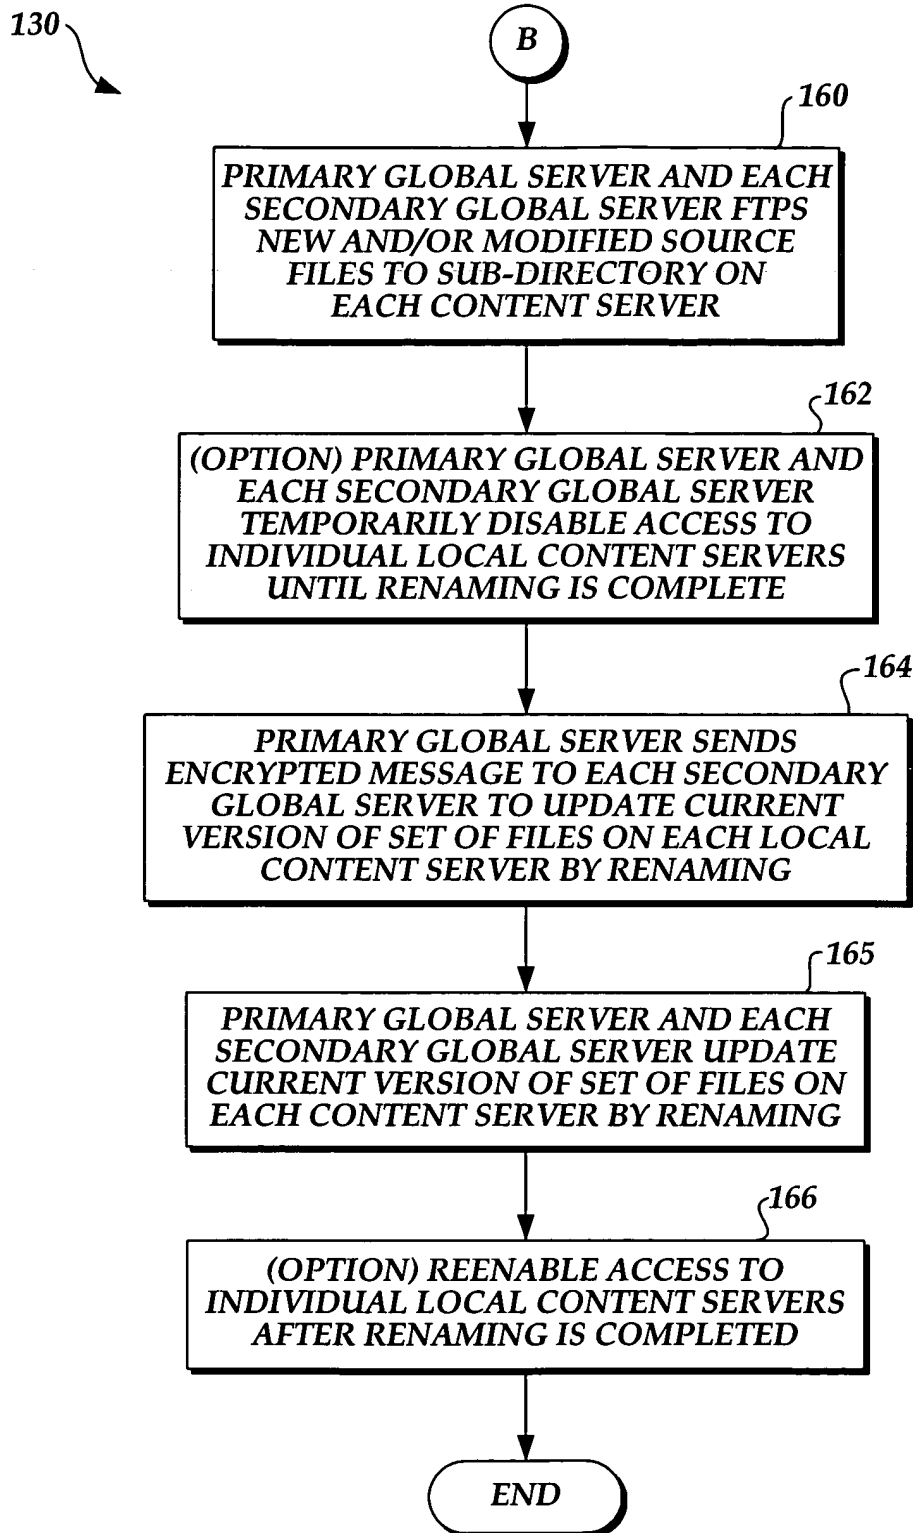 130
B
160
PRIMARY GLOBAL SERVER AND EACH
SECONDARY GLOBAL SERVER FTPS
NEW AND/OR MODIFIED SOURCE
FILES TO SUB-DIRECTORY ON
EACH CONTENT SERVER
162
(OPTION) PRIMARY GLOBAL SERVER AND
EACH SECONDARY GLOBAL SERVER
TEMPORARILY DISABLE ACCESS TO
INDIVIDUAL LOCAL CONTENT SERVERS
UNTIL RENAMING IS COMPLETE
164
PRIMARY GLOBAL SERVER SENDS
ENCRYPTED MESSAGE TO EACH SECONDARY
GLOBAL SERVER TO UPDATE CURRENT
VERSION OF SET OF FILES ON EACH LOCAL
CONTENT SERVER BY RENAMING
165
PRIMARY GLOBAL SERVER AND EACH
SECONDARY GLOBAL SERVER UPDATE
CURRENT VERSION OF SET OF FILES ON
EACH CONTENT SERVER BY RENAMING
166
(OPTION) REENABLE ACCESS TO
INDIVIDUAL LOCAL CONTENT SERVERS
AFTER RENAMING IS COMPLETED
END